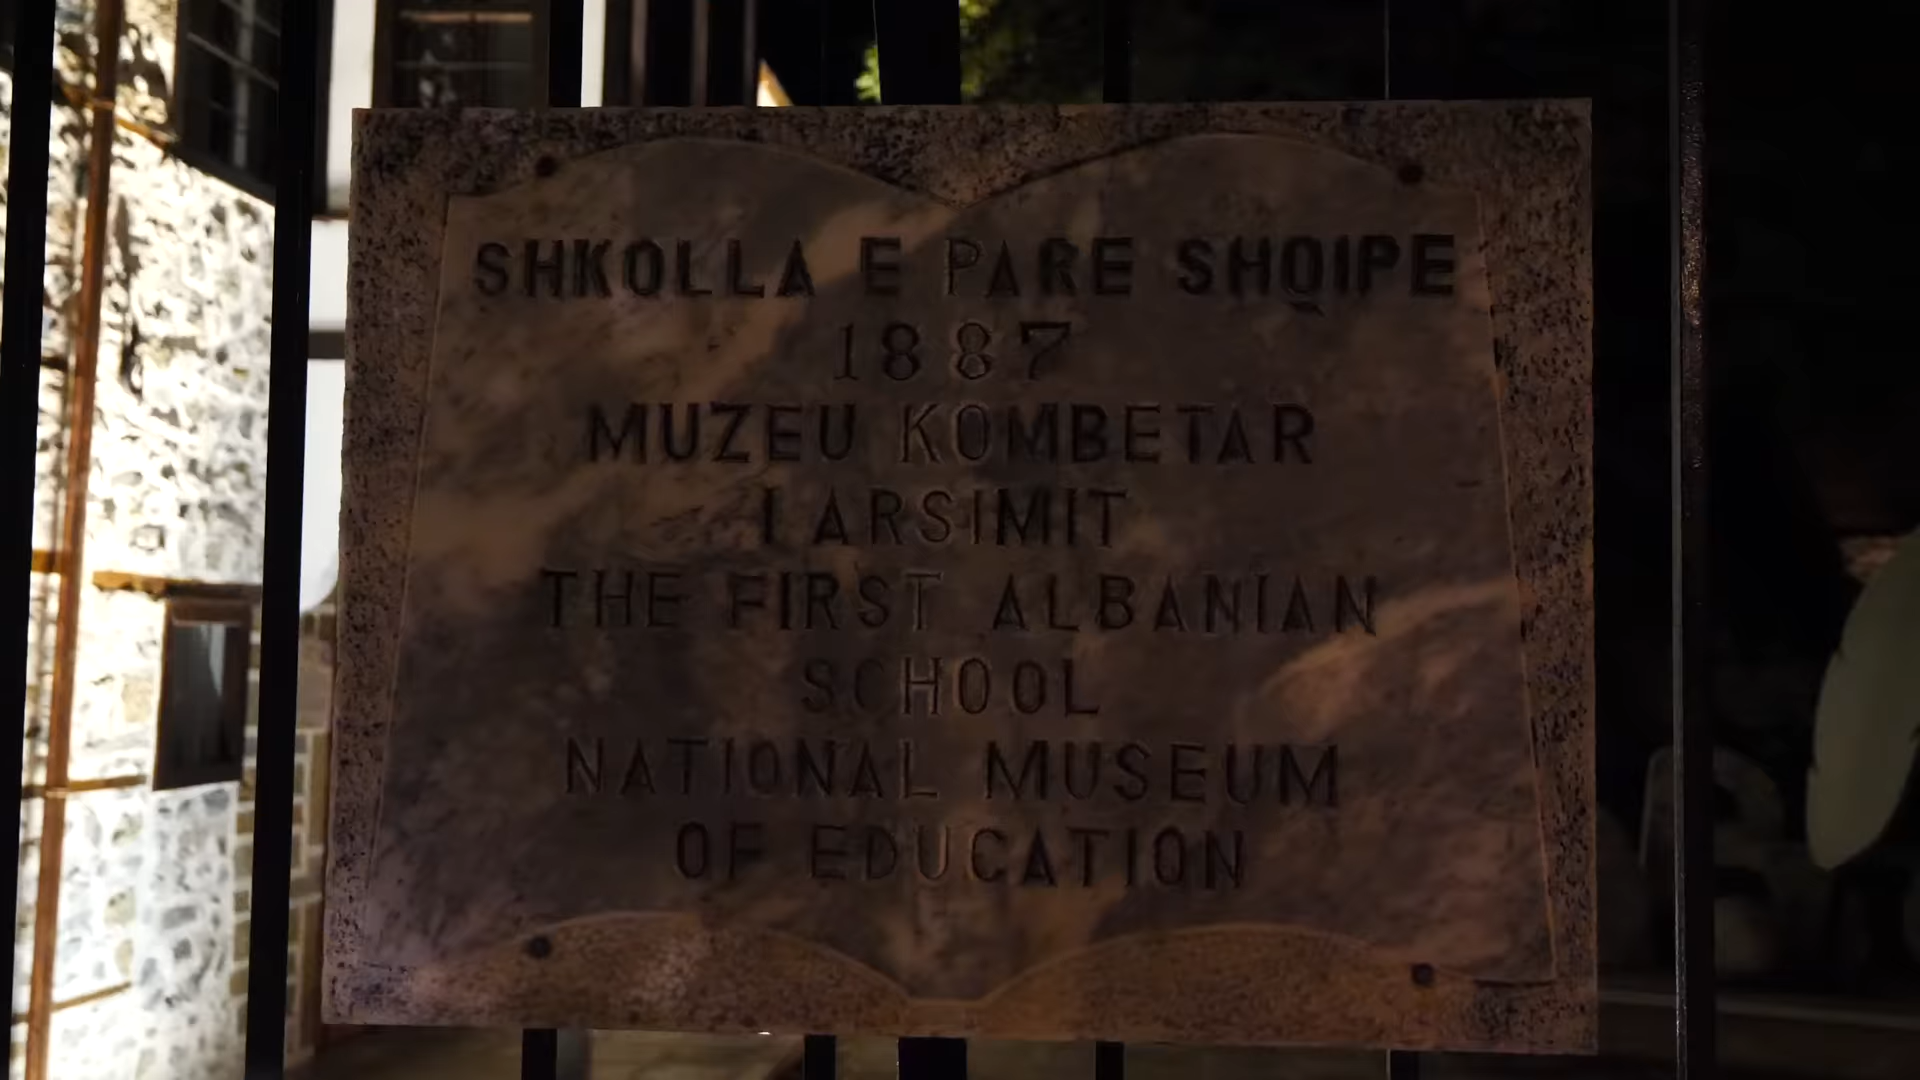 SHKOLLA E PARE SHQIPE
1887
MUZEU KOMBETAR
I ARSIMIT
THE FIRST ALBANIAN
SCHOOL
NATIONAL MUSEUM
OF EDUCATION